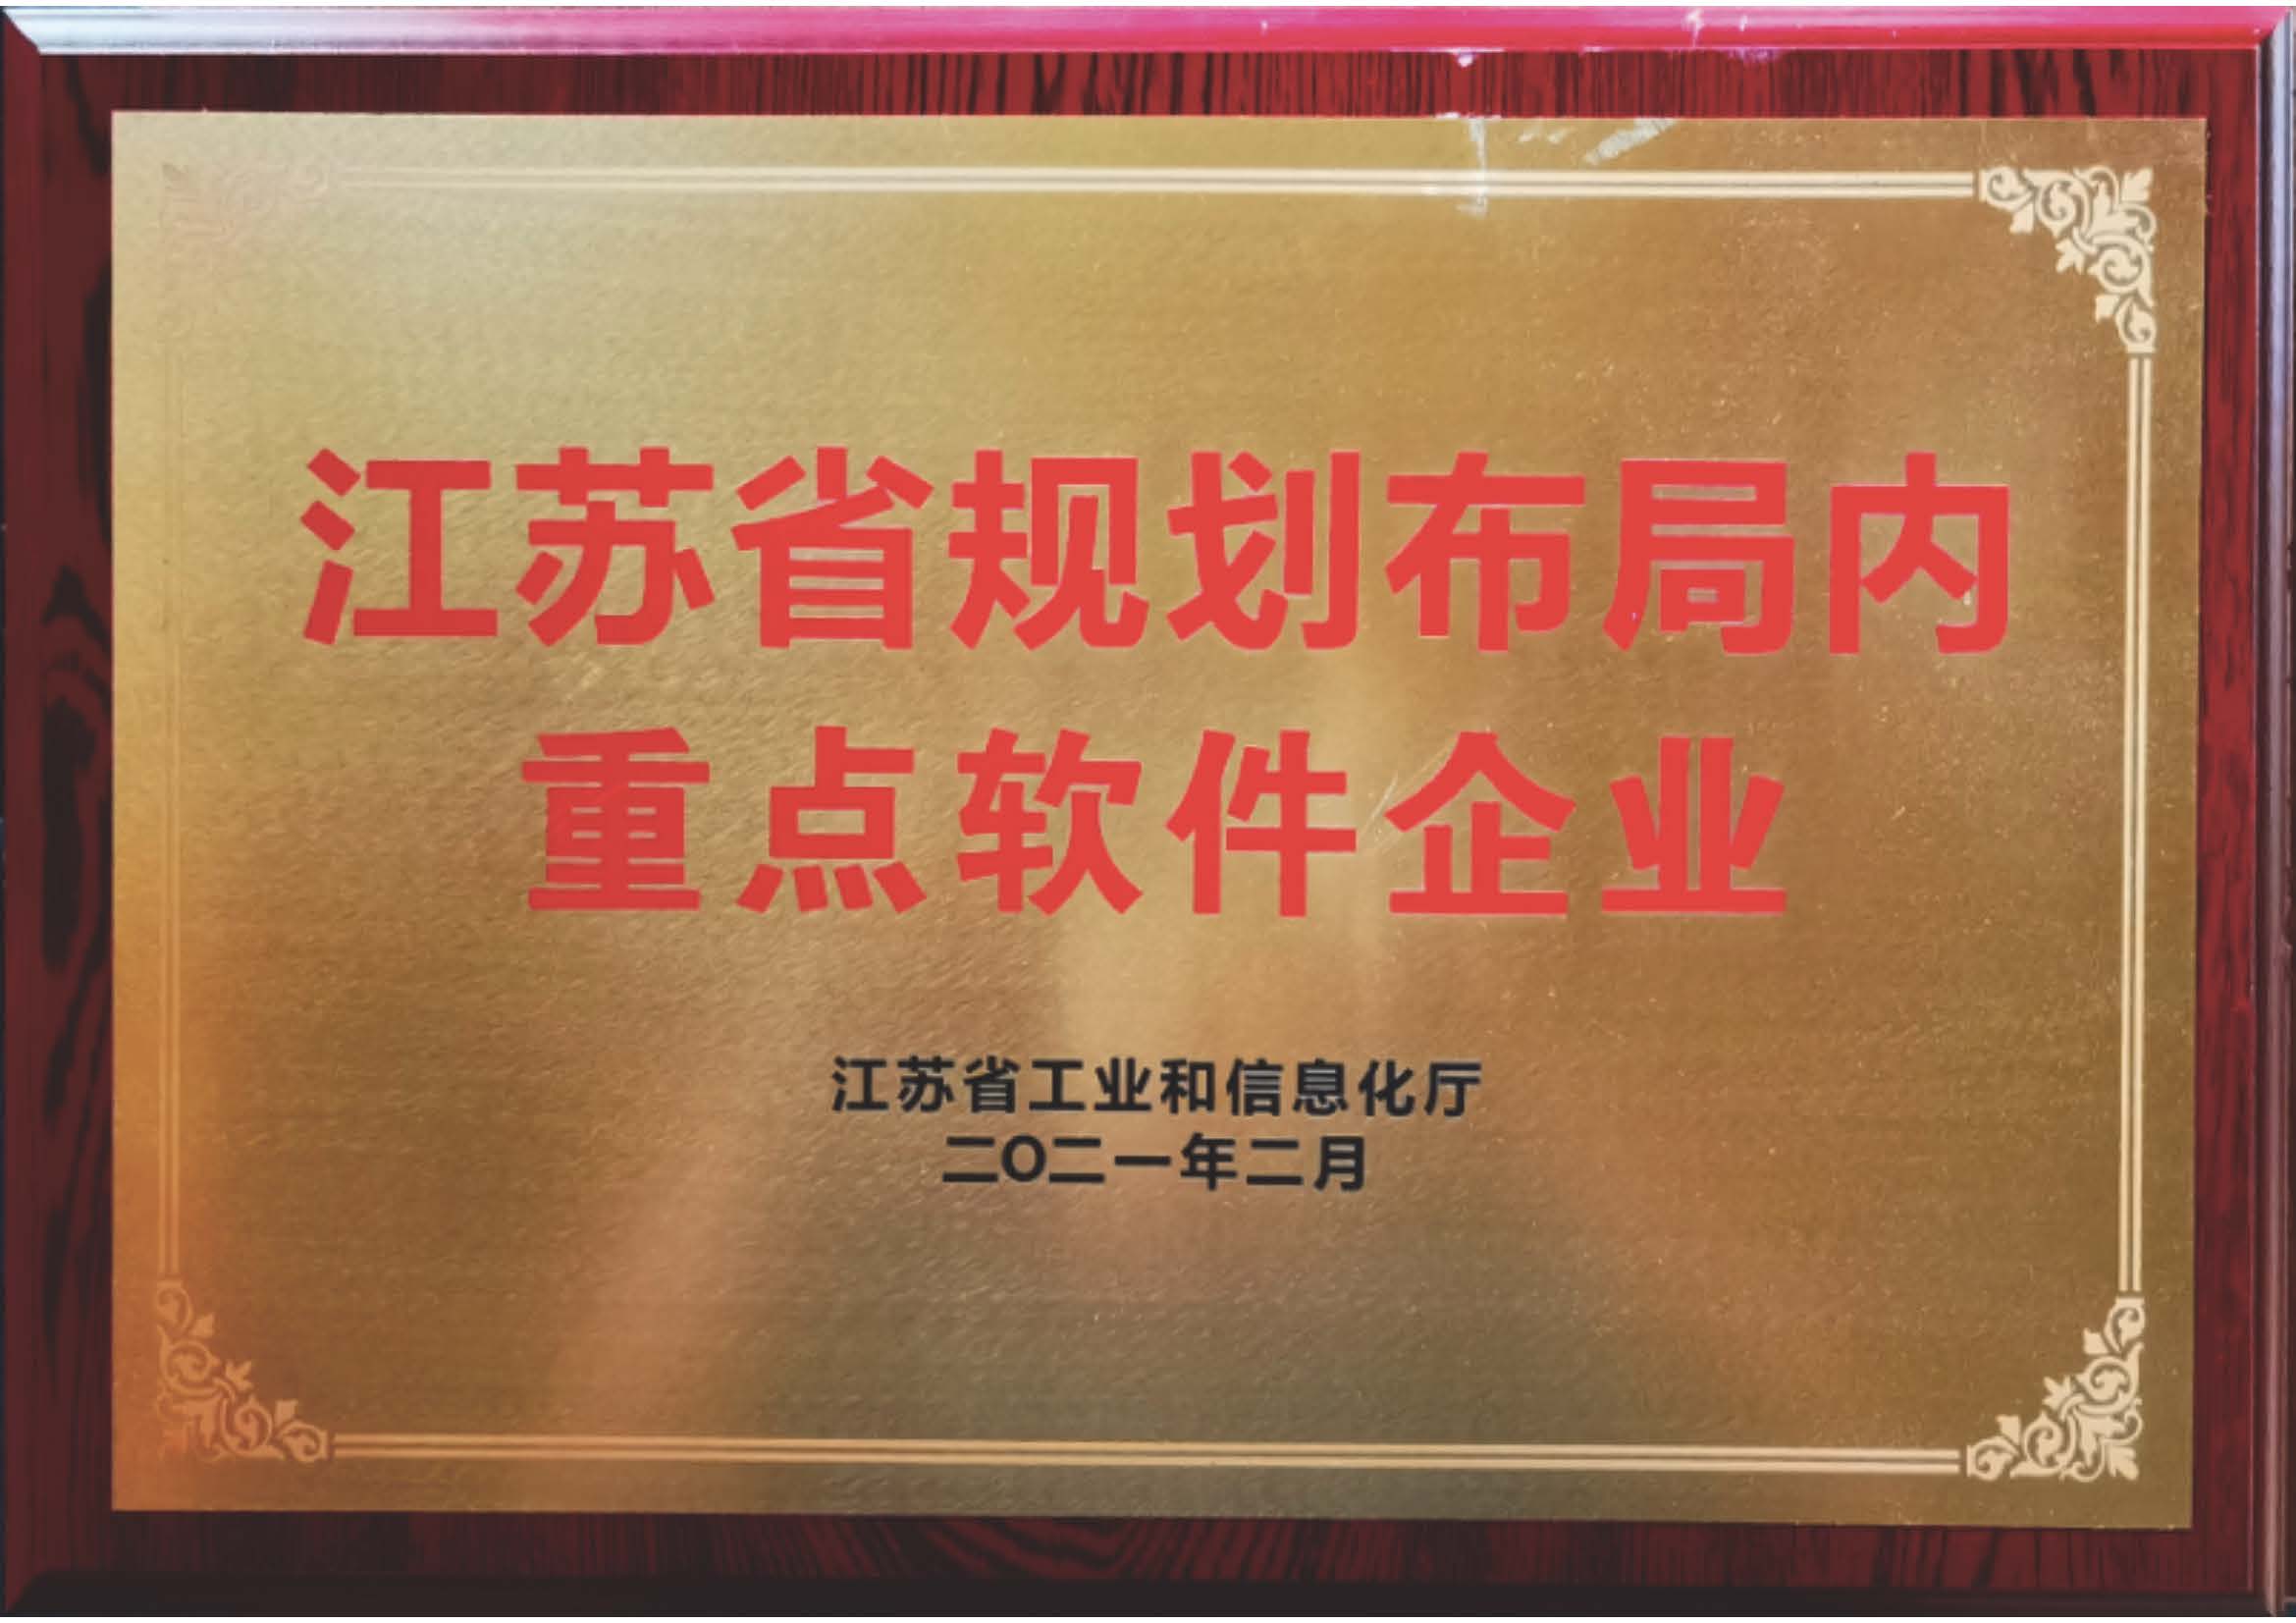 江苏省规划布局内
重点软件企业
江苏省工业和信息化厅
二〇二一年二月